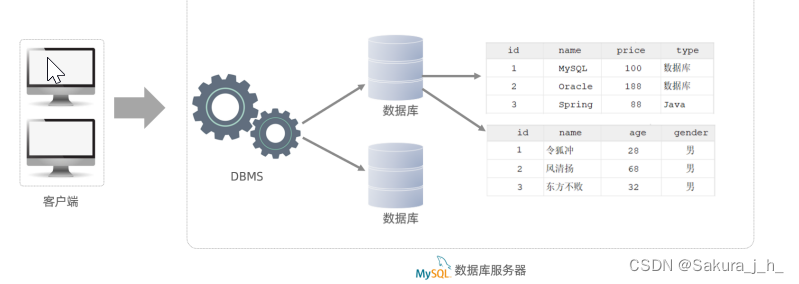 客户端
DBMS
数据库
数据库
id name price type
1 MySQL 100 数据库
2 Oracle 188 数据库
3 Spring 88 Java
id name age gender
1 令狐冲 28 男
2 风清扬 68 男
3 东方不败 32 男
MySQL 数据库服务器
CSDN @Sakura_j_h_